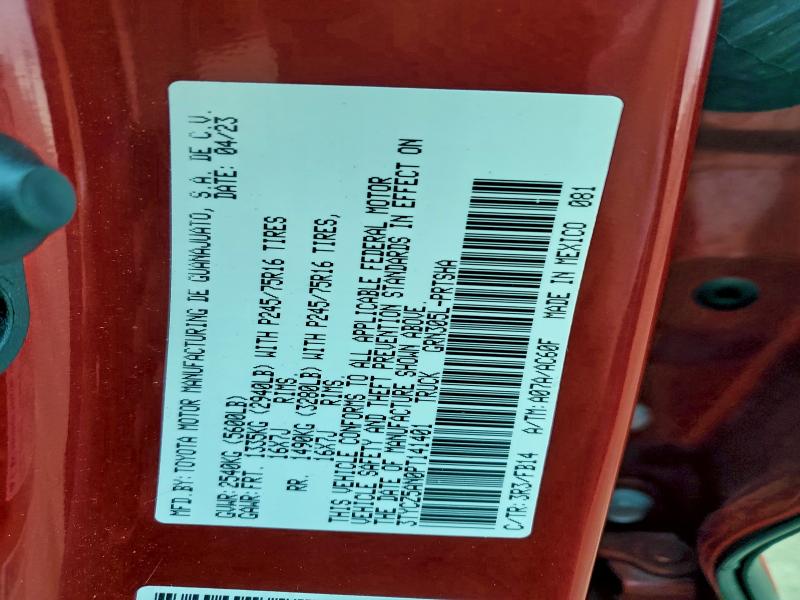 MFD.BY: TOYOTA MOTOR MANUFACTURING DE GUANAJUATO, S.A. DE C.V.
DATE: 04/23
GVWR: 2540KG (5600LB)
GAWR: FRT. 1335KG (2940LB) WITH P245/75R16 TIRES
16X7J RIMS.
RR. 1490KG (3280LB) WITH P245/75R16 TIRES,
16X7J RIMS.
THIS VEHICLE CONFORMS TO ALL APPLICABLE FEDERAL MOTOR
VEHICLE SAFETY AND THEFT PREVENTION STANDARDS IN EFFECT ON
THE DATE OF MANUFACTURE SHOWN ABOVE.
3TYCZ5AN9PT141401 TRUCK GRN305L-PRTSHA
C/TR: 3R3/FB14 A/TM: A07A/AC60F MADE IN MEXICO 081